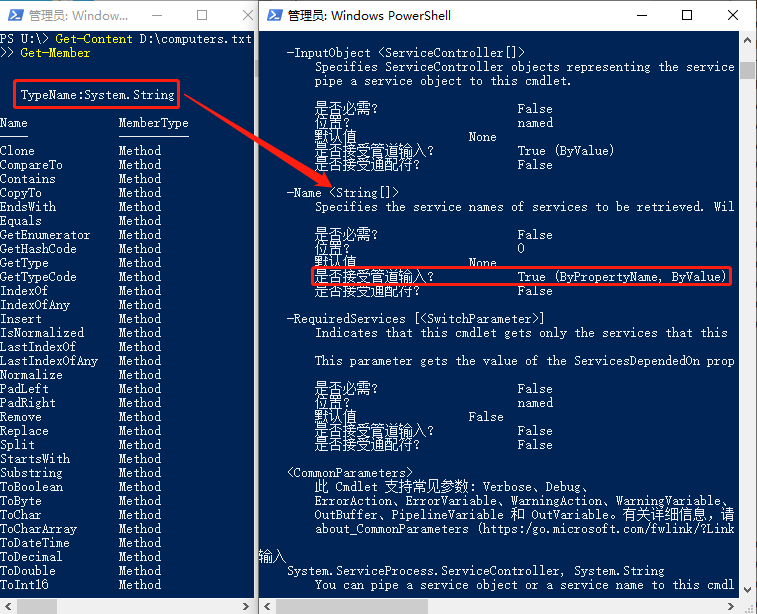 管理员: Window...
PS U:\> Get-Content D:\computers.txt
>> Get-Member
TypeName:System.String
Name MemberType
Clone Method
CompareTo Method
Contains Method
CopyTo Method
EndsWith Method
Equals Method
GetEnumerator Method
GetHashCode Method
GetType Method
GetTypeCode Method
IndexOf Method
IndexOfAny Method
Insert Method
IsNormalized Method
LastIndexOf Method
LastIndexOfAny Method
Normalize Method
PadLeft Method
PadRight Method
Remove Method
Replace Method
Split Method
StartsWith Method
Substring Method
ToBoolean Method
ToByte Method
ToChar Method
ToCharArray Method
ToDateTime Method
ToDecimal Method
ToDouble Method
ToInt16 Method
管理员: Windows PowerShell
-InputObject <ServiceController[]>
Specifies ServiceController objects representing the service
pipe a service object to this cmdlet.
是否必需? False
位置? named
默认值 None
是否接受管道输入? True (ByValue)
是否接受通配符? False
-Name <String[]>
Specifies the service names of services to be retrieved. Wil
是否必需? False
位置? 0
默认值 None
是否接受管道输入? True (ByPropertyName, ByValue)
是否接受通配符? False
-RequiredServices [<SwitchParameter>]
Indicates that this cmdlet gets only the services that this
This parameter gets the value of the ServicesDependedOn prop
是否必需? False
位置? named
默认值 False
是否接受管道输入? False
是否接受通配符? False
<CommonParameters>
此 Cmdlet 支持常见参数: Verbose、Debug、
ErrorAction、ErrorVariable、WarningAction、WarningVariable、
OutBuffer、PipelineVariable 和 OutVariable。有关详细信息，请
about_CommonParameters (https:/go.microsoft.com/fwlink/?Link
输入
System.ServiceProcess.ServiceController, System.String
You can pipe a service object or a service name to this cmdl